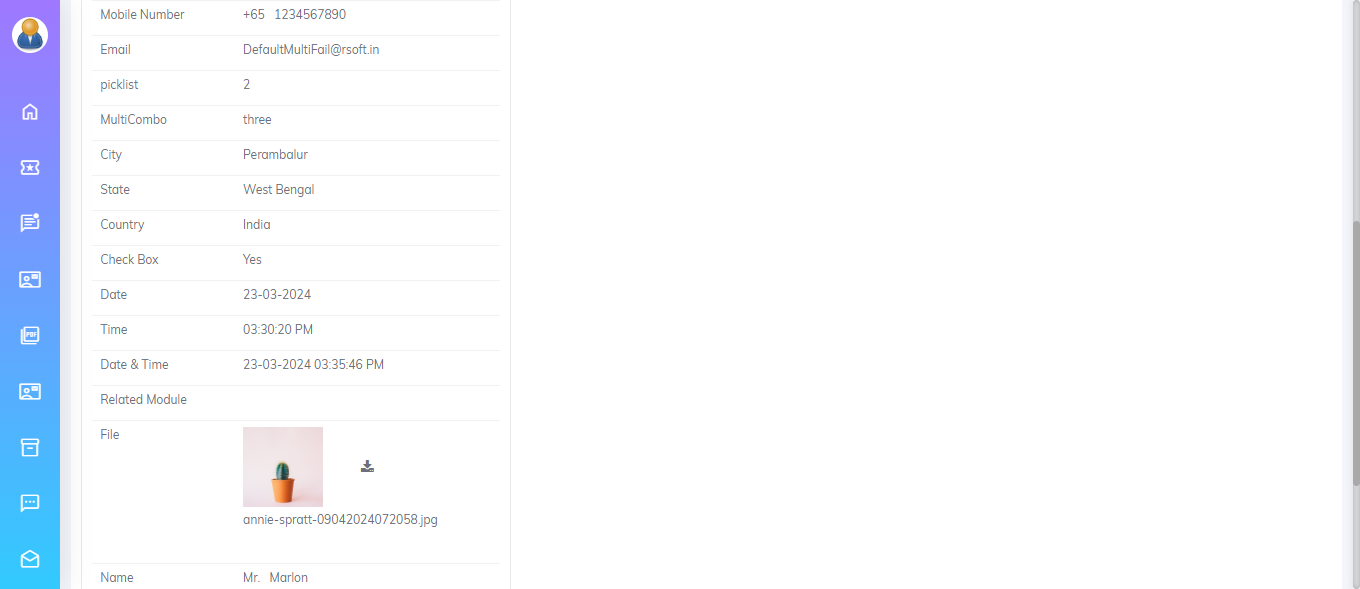 Mobile Number +65 1234567890
Email DefaultMultiFail@rsoft.in
picklist 2
MultiCombo three
City Perambalur
State West Bengal
Country India
Check Box Yes
Date 23-03-2024
Time 03:30:20 PM
Date & Time 23-03-2024 03:35:46 PM
Related Module
File
annie-spratt-09042024072058.jpg
Name Mr. Marlon
PDF